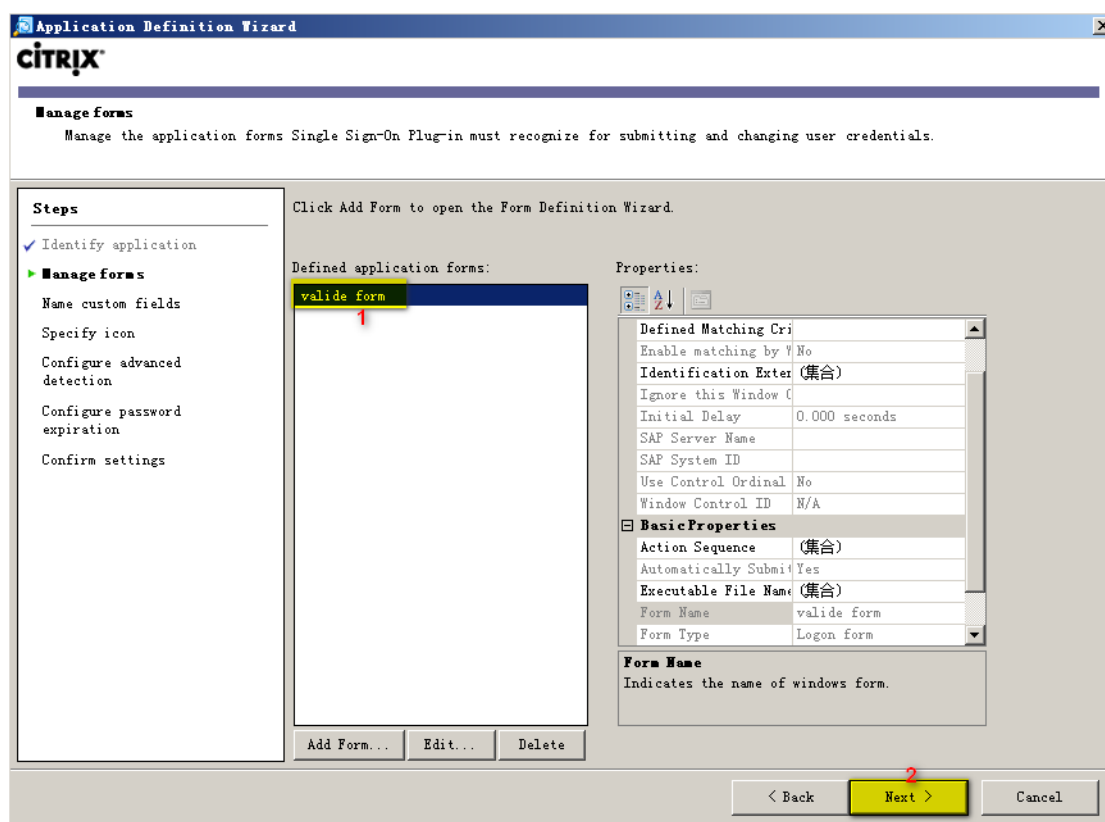 Application Definition Wizard
CITRIX
Manage forms
Manage the application forms Single Sign-On Plug-in must recognize for submitting and changing user credentials.
Steps
Identify application
Manage forms
Name custom fields
Specify icon
Configure advanced
detection
Configure password
expiration
Confirm settings
Click Add Form to open the Form Definition Wizard.
Defined application forms:
valide form
1
Properties:
Defined Matching Cri
Enable matching by No
Identification Exter (集合)
Ignore this Window C
Initial Delay 0.000 seconds
SAP Server Name
SAP System ID
Use Control Ordinal No
Window Control ID N/A
Basic Properties
Action Sequence (集合)
Automatically Submit Yes
Executable File Name (集合)
Form Name valide form
Form Type Logon form
Form Name
Indicates the name of windows form.
Add Form... Edit... Delete
2
< Back Next > Cancel